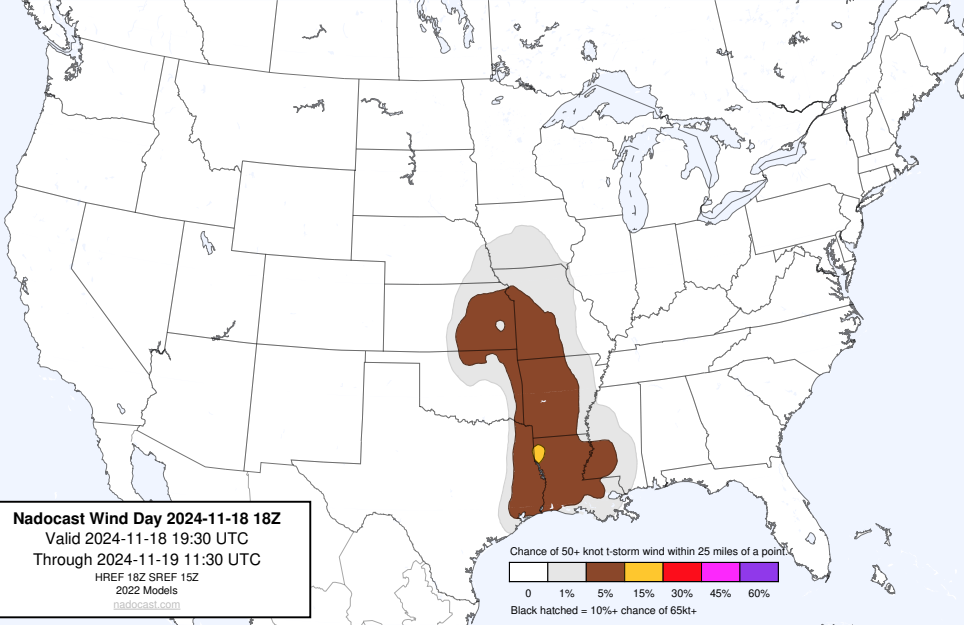 Nadocast Wind Day 2024-11-18 18Z
Valid 2024-11-18 19:30 UTC
Through 2024-11-19 11:30 UTC
HREF 18Z SREF 15Z
2022 Models
nadocast.com
Chance of 50+ knot t-storm wind within 25 miles of a point.
0 1% 5% 15% 30% 45% 60%
Black hatched = 10%+ chance of 65kt+